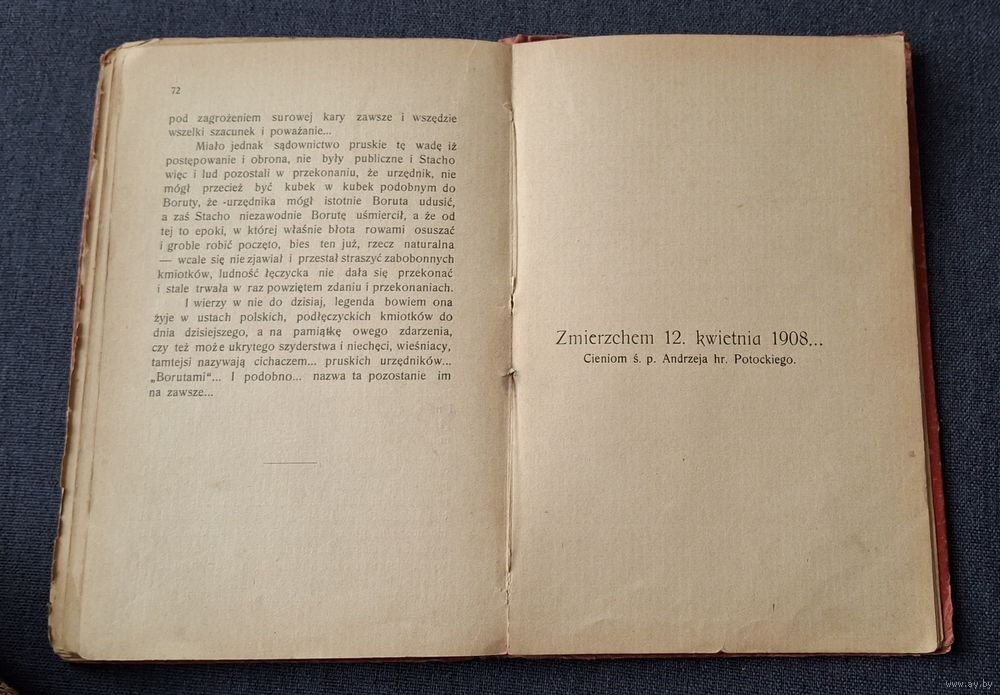 72
pod zagrożeniem surowej kary zawsze i wszędzie
wszelki szacunek i poważanie...
Miało jednak sądownictwo pruskie tę wadę iż
postępowanie i obrona, nie były publiczne i Stacho
więc i lud pozostali w przekonaniu, że urzędnik, nie
mógł przecież być kubek w kubek podobnym do
Boruty, że -urzędnika mógł istotnie Boruta udusić,
a zaś Stacho niezawodnie Borutę uśmiercił, a że od
tej to epoki, w której właśnie błota rowami osuszać
i groble robić poczęto, bies ten już, rzecz naturalna
— wcale się nie zjawiał i przestał straszyć zabobonnych
kmiotków, ludność łęczycka nie dała się przekonać
i stale trwała w raz powziętem zdaniu i przekonaniach.
I wierzy w nie do dzisiaj, legenda bowiem ona
żyje w ustach polskich, podłęczyckich kmiotków do
dnia dzisiejszego, a na pamiątkę owego zdarzenia,
czy też może ukrytego szyderstwa i niechęci, wieśniacy,
tamtejsi nazywają cichaczem... pruskich urzędników...
„Borutami“... I podobno... nazwa ta pozostanie im
na zawsze...
Zmierzchem 12. kwietnia 1908...
Cieniom ś. p. Andrzeja hr. Potockiego.
www.ay.by